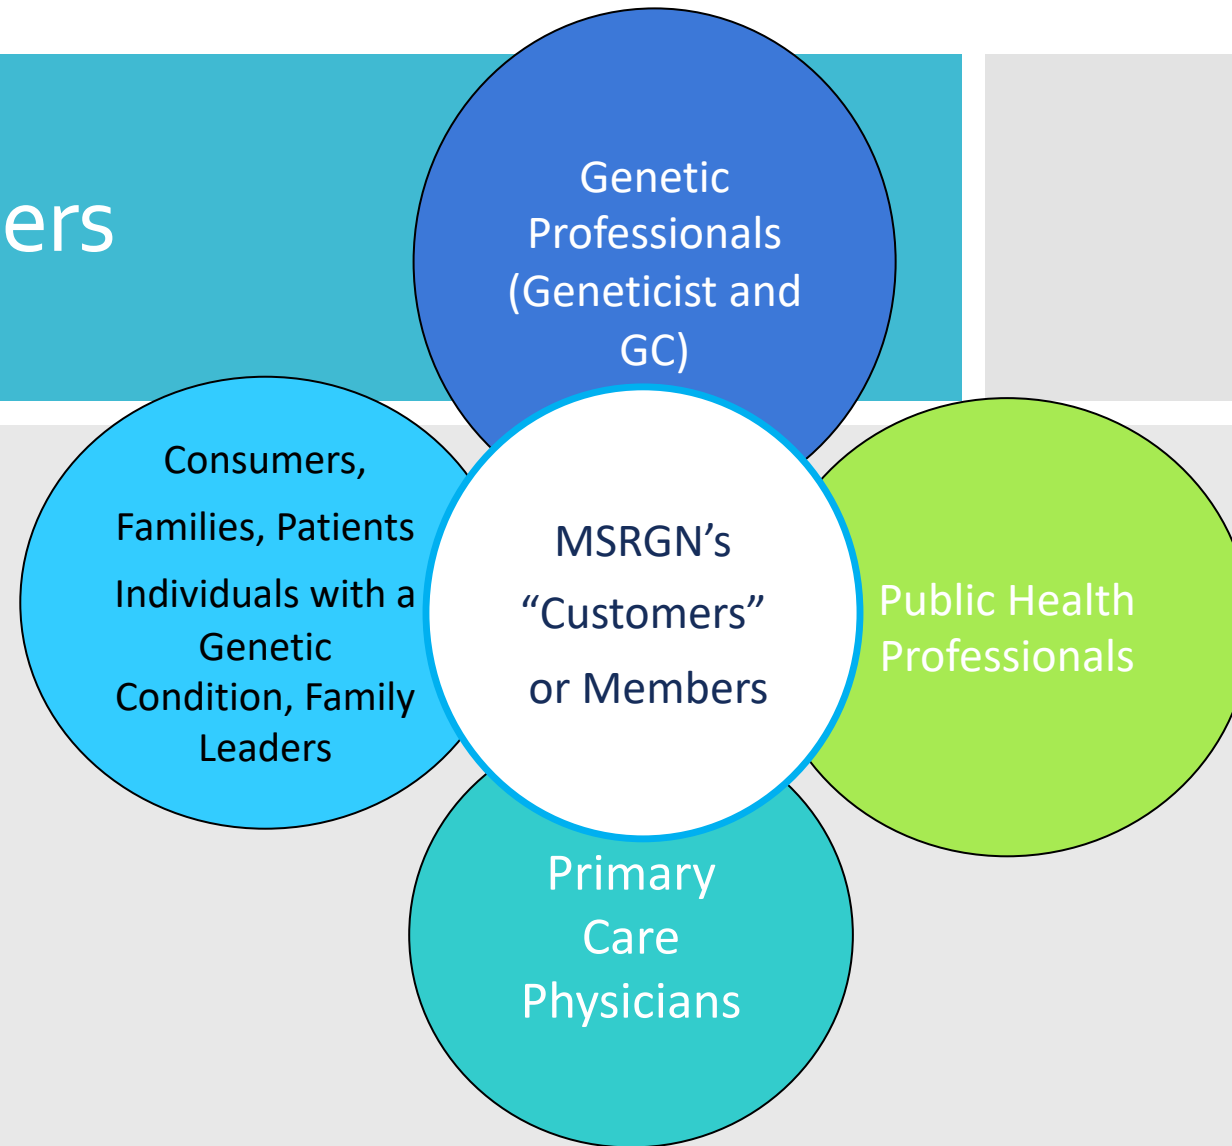 ers
Genetic
Professionals
(Geneticist and
GC)
Consumers,
Families, Patients
Individuals with a
Genetic
Condition, Family
Leaders
MSRGN’s
“Customers”
or Members
Public Health
Professionals
Primary
Care
Physicians